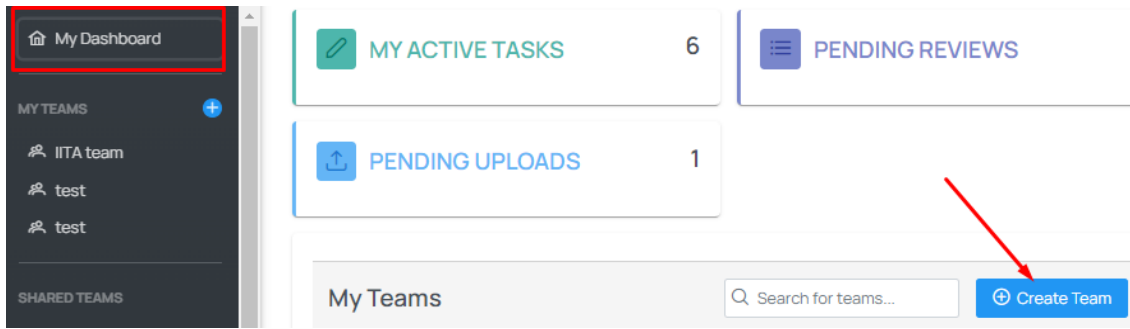 My Dashboard
MY TEAMS
IITA team
test
test
SHARED TEAMS
MY ACTIVE TASKS 6
PENDING REVIEWS
PENDING UPLOADS 1
My Teams
Search for teams...
Create Team